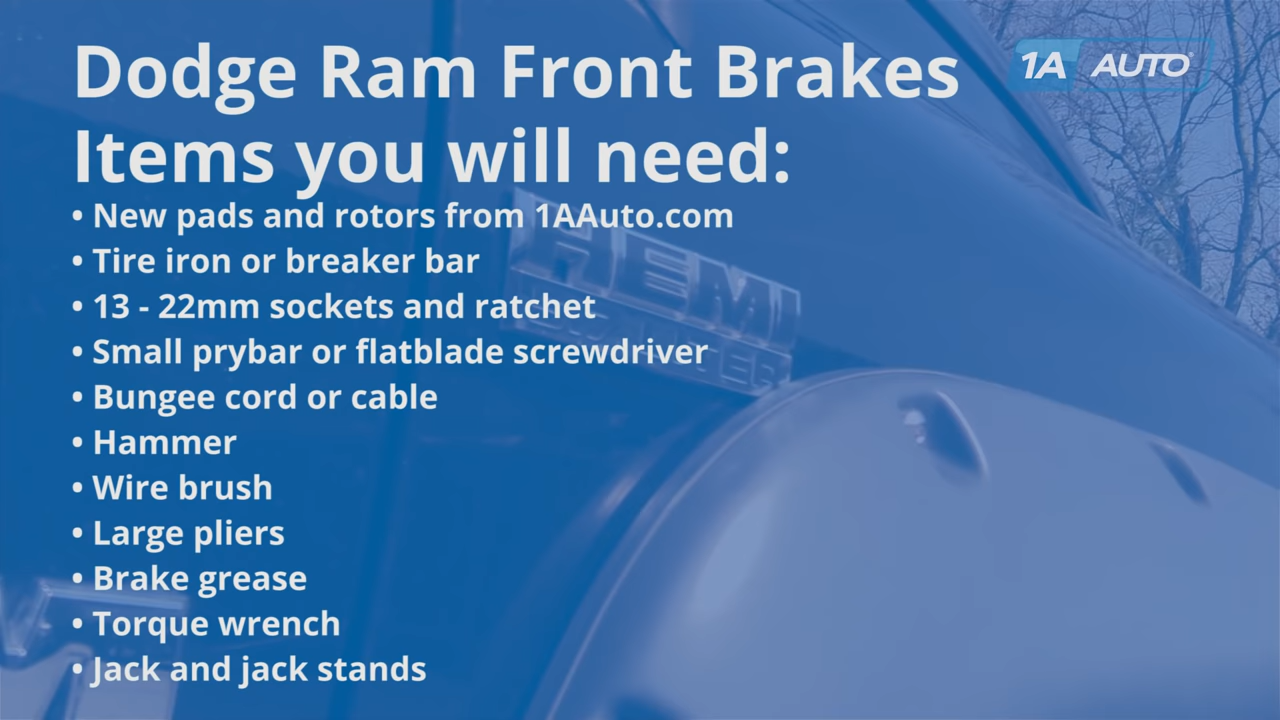 Dodge Ram Front Brakes
1A AUTO
Items you will need:
• New pads and rotors from 1AAuto.com
• Tire iron or breaker bar
• 13 - 22mm sockets and ratchet
• Small prybar or flatblade screwdriver
• Bungee cord or cable
• Hammer
• Wire brush
• Large pliers
• Brake grease
• Torque wrench
• Jack and jack stands
HEMI